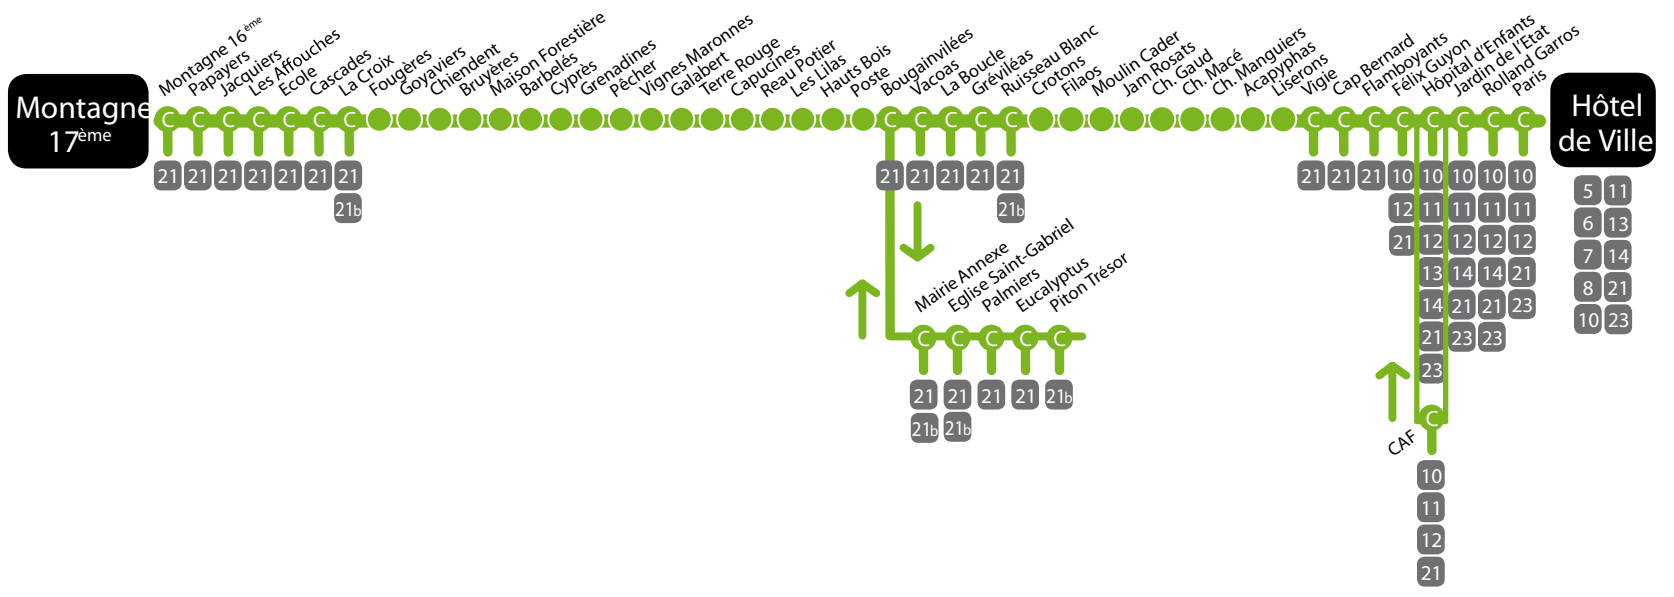 Montagne
17ème
Montagne 16ème
Papayers
Jacquiers
Les Affouches
Ecole
Cascades
La Croix
Fougères
Goyaviers
Chiendent
Bruyères
Maison Forestière
Barbelés
Cyprès
Grenadines
Pêcher
Vignes Maronnes
Galabert
Terre Rouge
Capucines
Reau Potier
Les Lilas
Hauts Bois
Poste
Bougainvilées
Vacoas
La Boucle
Gréviléas
Ruisseau Blanc
Crotons
Filaos
Moulin Cader
Jam Rosats
Ch. Gaud
Ch. Macé
Ch. Manguiers
Acapyphas
Liserons
Vigie
Cap Bernard
Flamboyants
Félix Guyon
Hôpital d'Enfants
Jardin de l'Etat
Rolland Garros
Paris
Hôtel
de Ville
C C C C C C C C C C C C C C C C C C C C
21 21 21 21 21 21 21 21 21 21 21 21 21 21 21 10 10 10 10 10
21b 21b 12 11 11 11 11
21 12 12 12 12
13 14 14 21
14 21 21 23
21 23 23
23
5 11
6 13
7 14
8 21
10 23
Mairie Annexe
Eglise Saint-Gabriel
Palmiers
Eucalyptus
Piton Trésor
C C C C C
21 21 21 21 21b
21b 21b
CAF
C
10
11
12
21